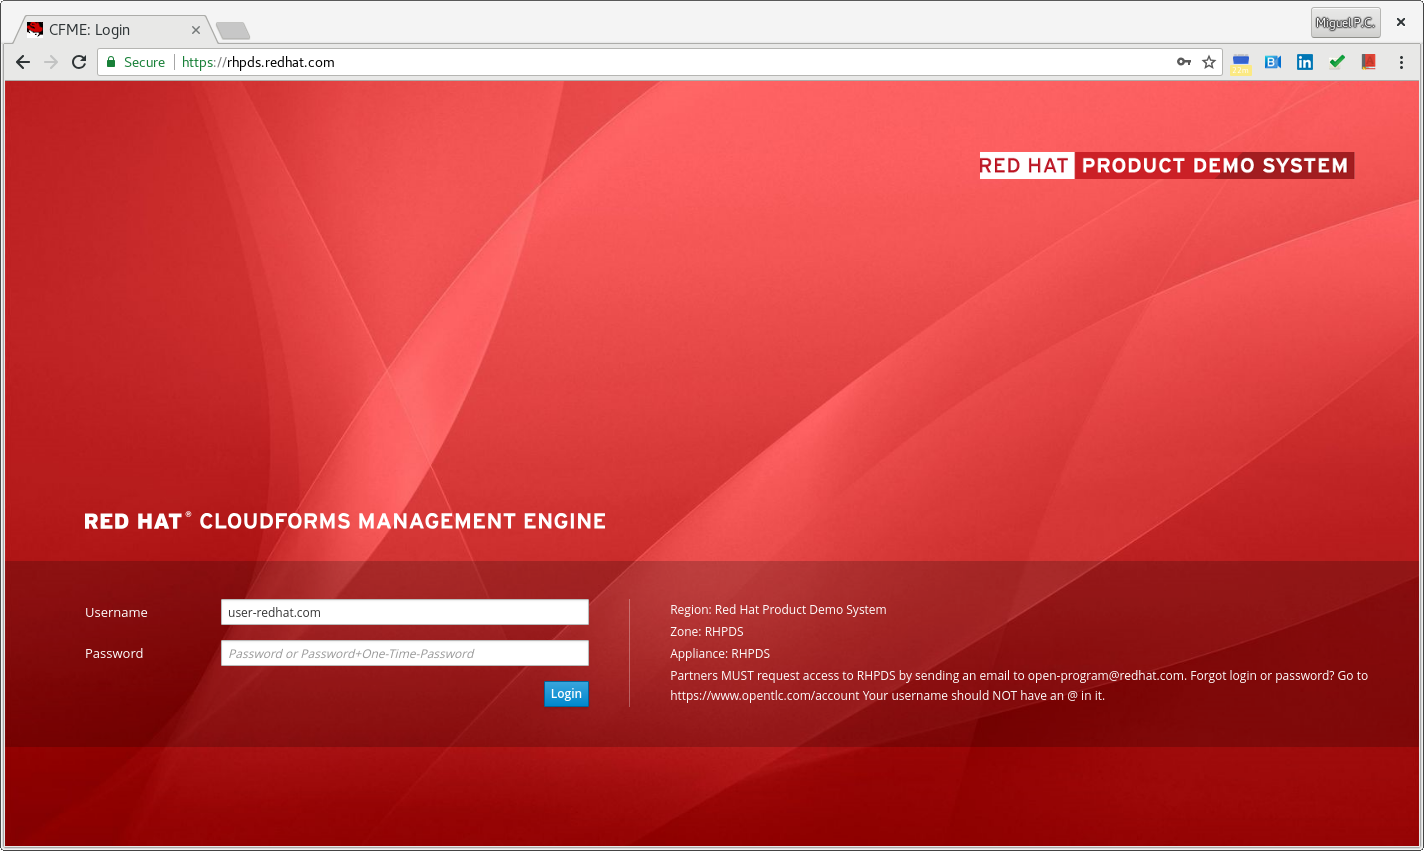 CFME: Login
Miguel P.C.
Secure
https://rhpds.redhat.com
RED HAT PRODUCT DEMO SYSTEM
RED HAT® CLOUDFORMS MANAGEMENT ENGINE
Username
user-redhat.com
Password
Password or Password+One-Time-Password
Login
Region: Red Hat Product Demo System
Zone: RHPDS
Appliance: RHPDS
Partners MUST request access to RHPDS by sending an email to open-program@redhat.com. Forgot login or password? Go to
https://www.opentlc.com/account Your username should NOT have an @ in it.